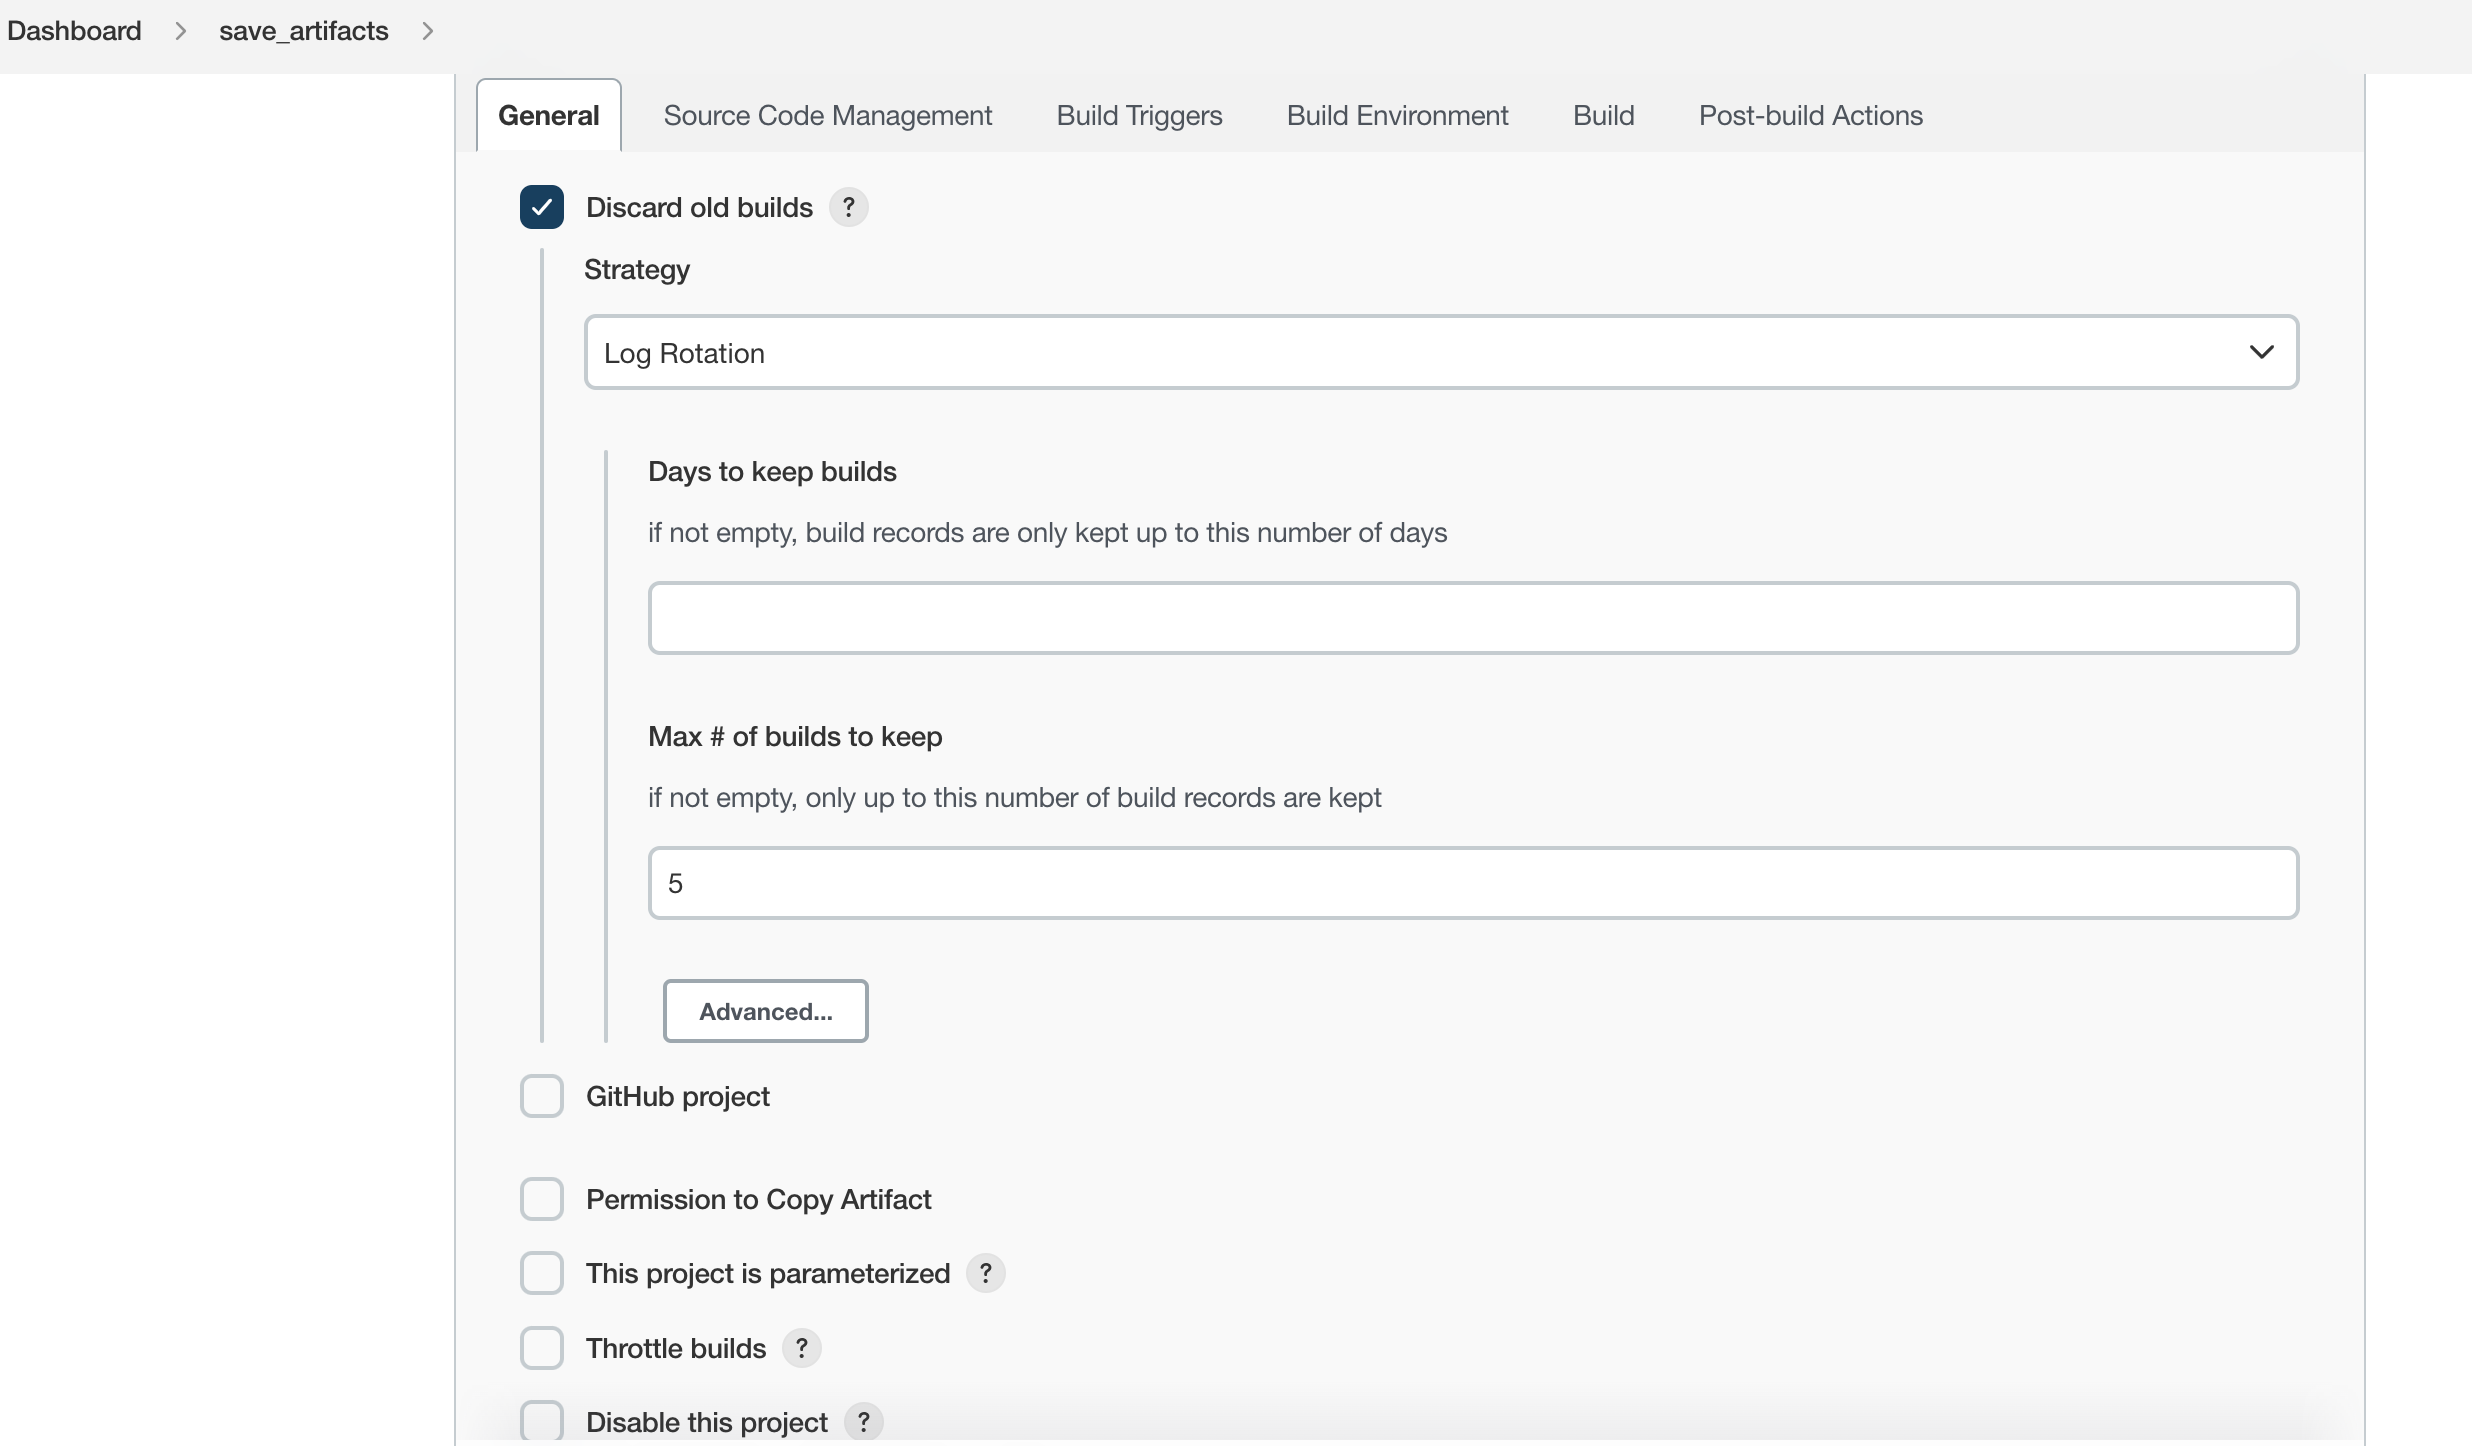 Dashboard > save_artifacts >
General Source Code Management Build Triggers Build Environment Build Post-build Actions
Discard old builds ?
Strategy
Log Rotation
Days to keep builds
if not empty, build records are only kept up to this number of days
Max # of builds to keep
if not empty, only up to this number of build records are kept
5
Advanced...
GitHub project
Permission to Copy Artifact
This project is parameterized ?
Throttle builds ?
Disable this project ?